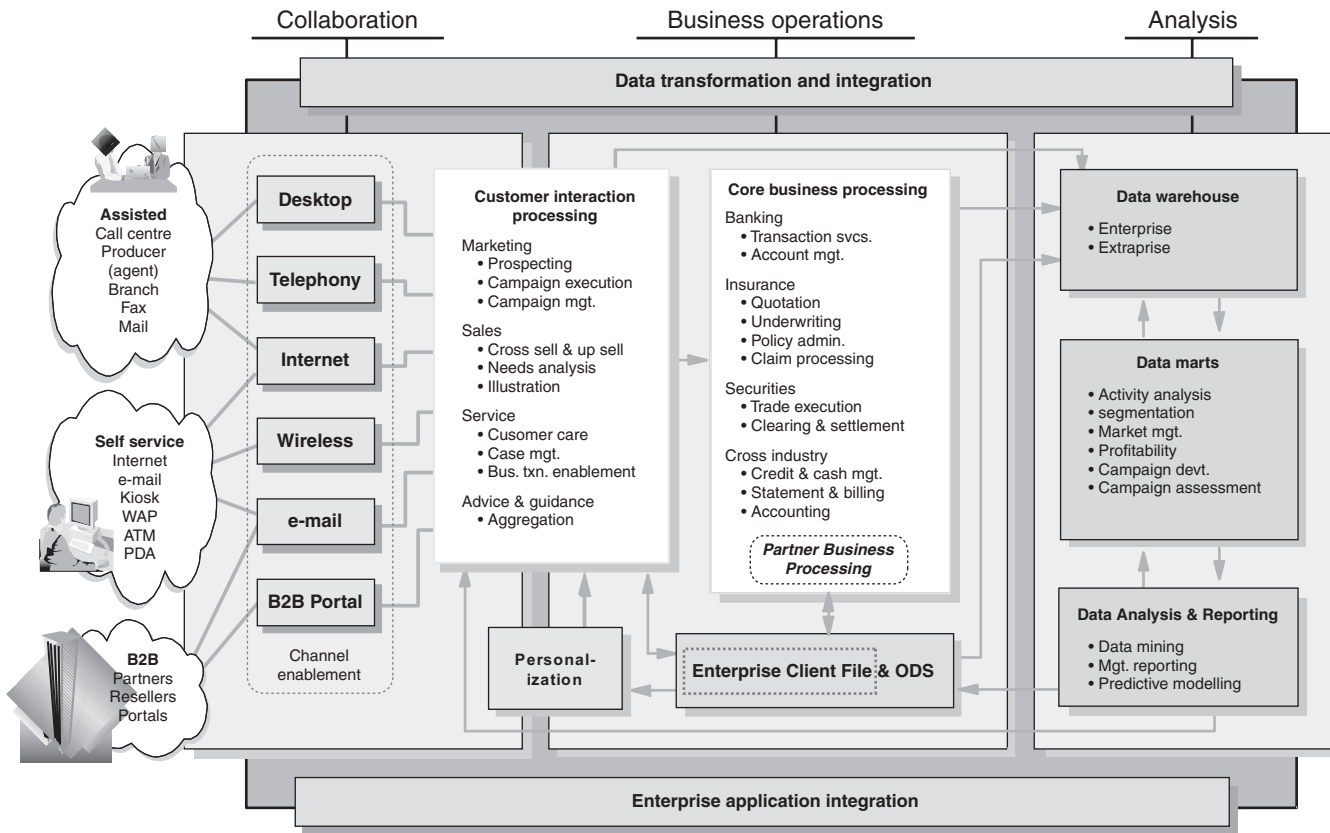 Collaboration
Business operations
Analysis
Data transformation and integration
Assisted
Call centre
Producer
(agent)
Branch
Fax
Mail
Self service
Internet
e-mail
Kiosk
WAP
ATM
PDA
B2B
Partners
Resellers
Portals
Desktop
Telephony
Internet
Wireless
e-mail
B2B Portal
Channel
enablement
Customer interaction
processing
Marketing
• Prospecting
• Campaign execution
• Campaign mgt.
Sales
• Cross sell & up sell
• Needs analysis
• Illustration
Service
• Cusomer care
• Case mgt.
• Bus. txn. enablement
Advice & guidance
• Aggregation
Personal-
ization
Core business processing
Banking
• Transaction svcs.
• Account mgt.
Insurance
• Quotation
• Underwriting
• Policy admin.
• Claim processing
Securities
• Trade execution
• Clearing & settlement
Cross industry
• Credit & cash mgt.
• Statement & billing
• Accounting
Partner Business
Processing
Enterprise Client File & ODS
Data warehouse
• Enterprise
• Extraprise
Data marts
• Activity analysis
• segmentation
• Market mgt.
• Profitability
• Campaign devt.
• Campaign assessment
Data Analysis & Reporting
• Data mining
• Mgt. reporting
• Predictive modelling
Enterprise application integration